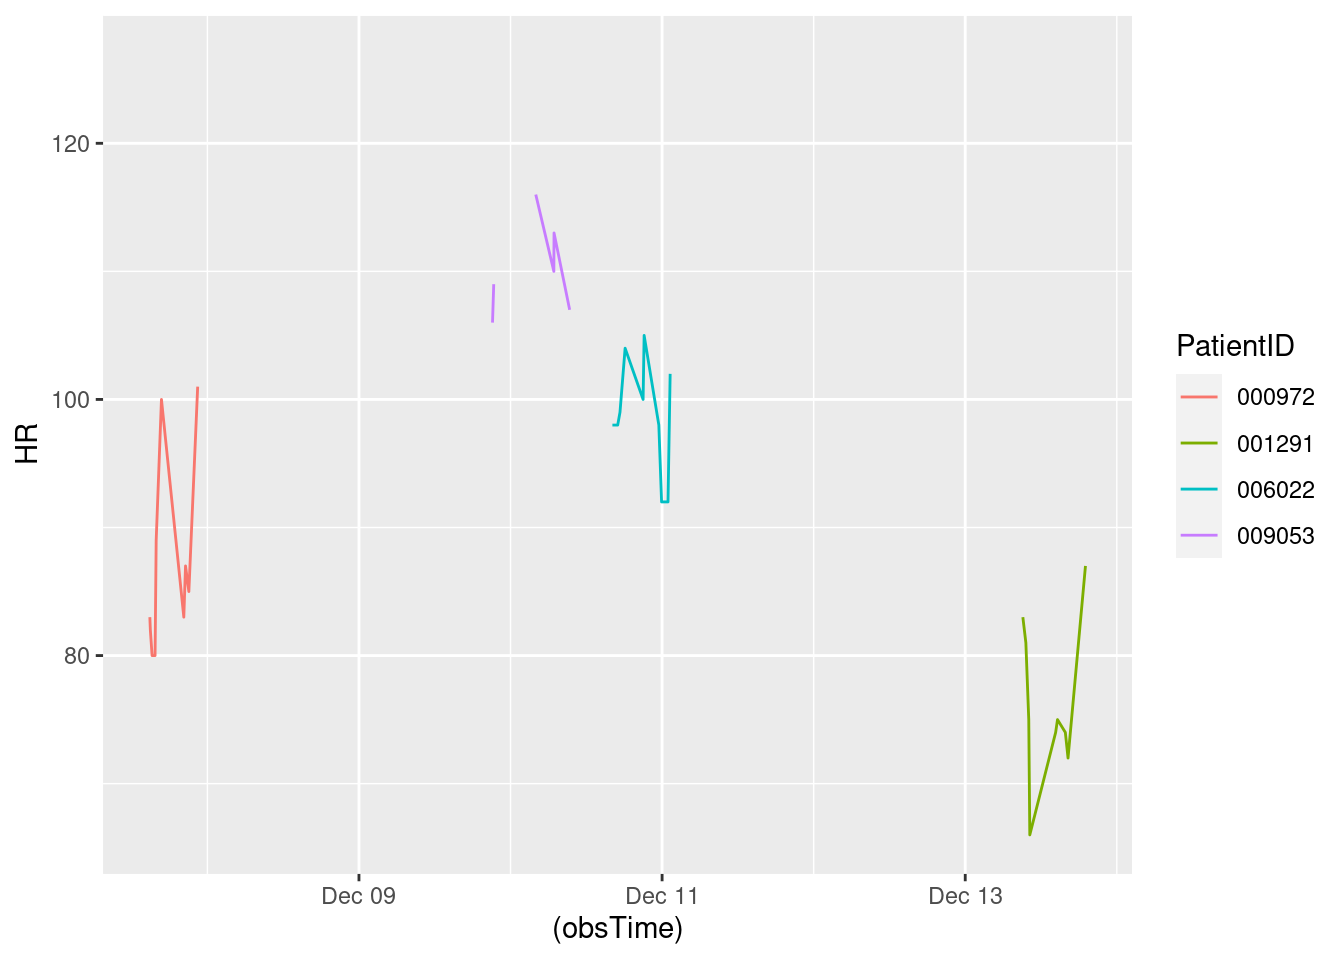 120
100
80
HR
Dec 09
Dec 11
Dec 13
(obsTime)
PatientID
000972
001291
006022
009053